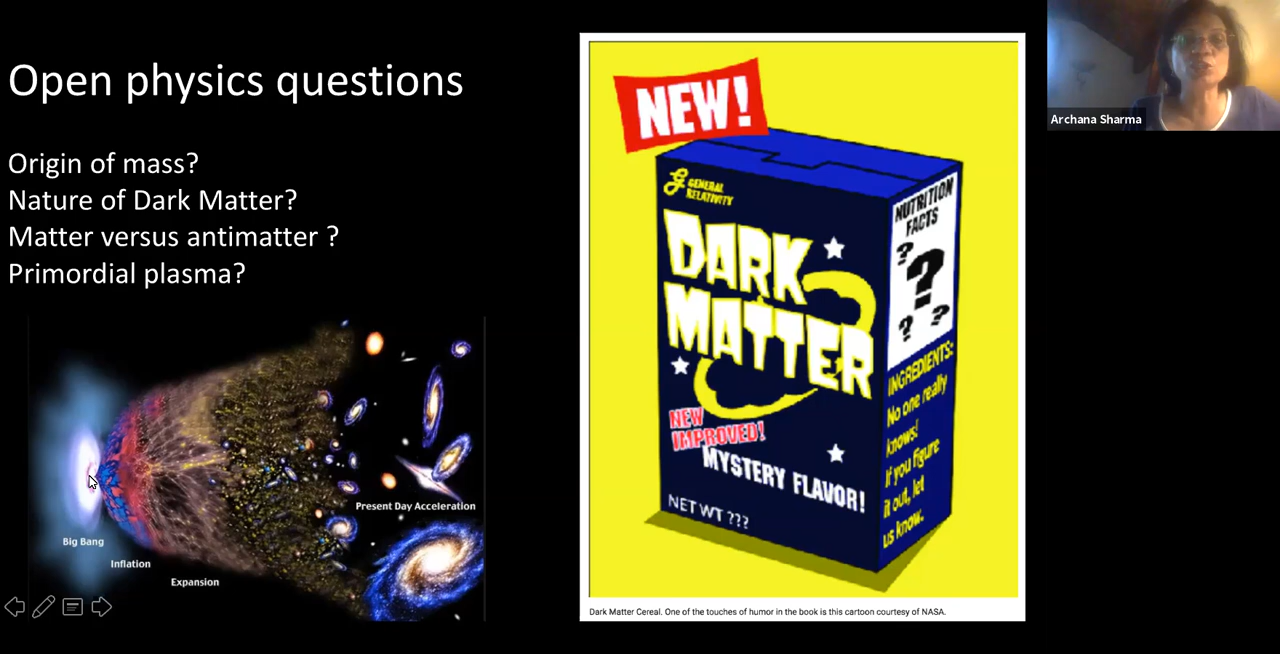 Open physics questions
Origin of mass?
Nature of Dark Matter?
Matter versus antimatter ?
Primordial plasma?
Big Bang
Inflation
Expansion
Present Day Acceleration
NEW!
GENERAL
RELATIVITY
DARK
MATTER
NEW
IMPROVED!
MYSTERY FLAVOR!
NET WT ???
NUTRITION
FACTS
?
?
? ?
INGREDIENTS:
No one really
knows!
If you figure
it out, let
us know.
Dark Matter Cereal. One of the touches of humor in the book is this cartoon courtesy of NASA.
Archana Sharma